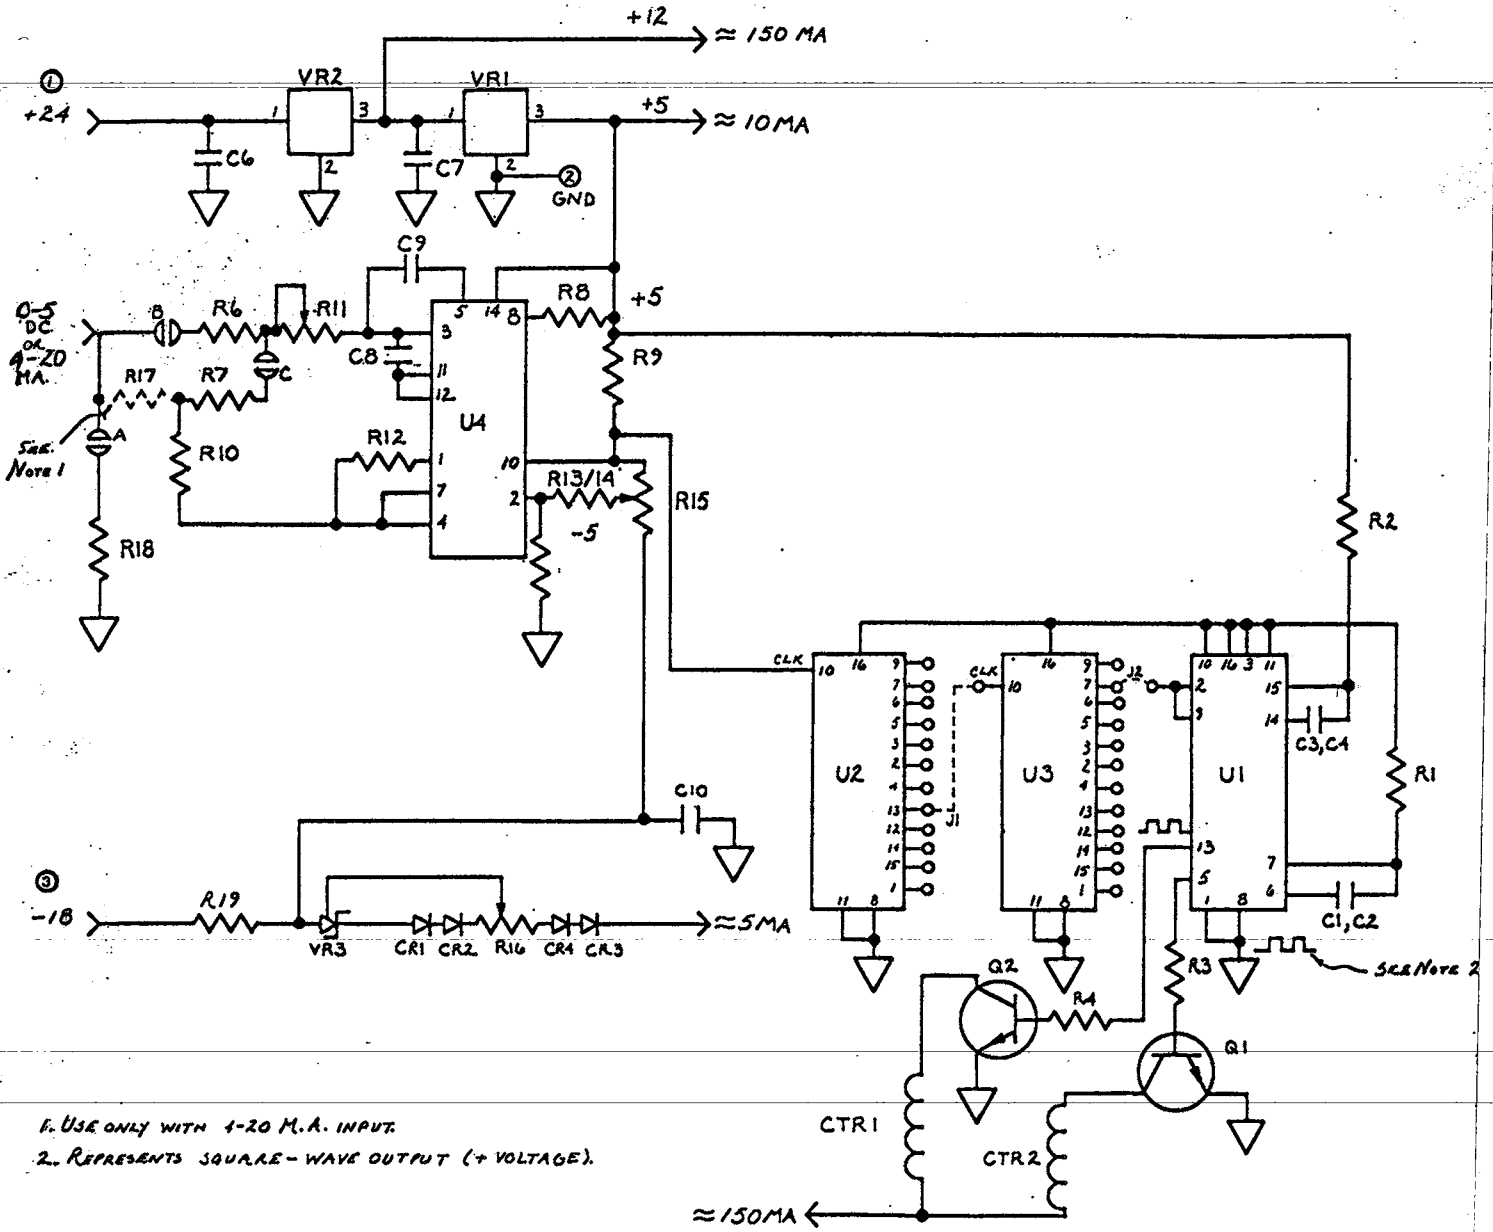 +12
≈ 150 MA
①
+24
1
VR2
3
2
1
VR1
3
2
+5
≈ 10MA
C6
C7
②
GND
C9
0-5
DC
OR
4-20
MA.
B
R6
R11
C8
R17
R7
C
A
SEE
NOTE 1
R10
R12
R18
5
14
8
3
11
12
U4
1
10
7
2
4
R8
+5
R9
R13/14
R15
-5
R2
CLK
10
16
9
7
6
5
3
2
4
13
12
14
15
1
U2
11
8
J1
CLK
10
16
9
7
6
5
3
2
4
13
12
14
15
1
U3
11
8
J2
10
16
3
11
2
15
9
14
U1
13
7
5
6
1
8
C3,C4
R1
C1,C2
C10
③
-18
R19
VR3
CR1
CR2
R16
CR4
CR3
≈5MA
SEE NOTE 2
R3
Q2
R4
Q1
CTR1
CTR2
≈150MA
1. USE ONLY WITH 4-20 M.A. INPUT.
2. REPRESENTS SQUARE-WAVE OUTPUT (+ VOLTAGE).